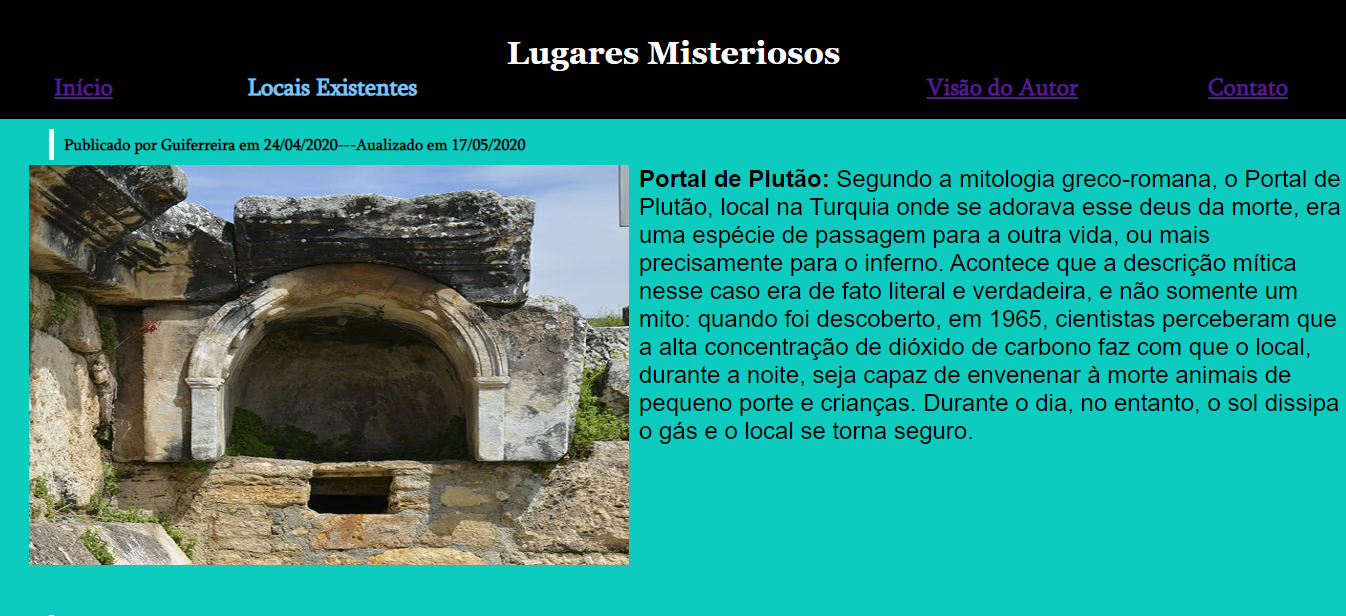 Lugares Misteriosos
Início Locais Existentes Visão do Autor Contato
Publicado por Guiferreira em 24/04/2020---Aualizado em 17/05/2020
Portal de Plutão: Segundo a mitologia greco-romana, o Portal de
Plutão, local na Turquia onde se adorava esse deus da morte, era
uma espécie de passagem para a outra vida, ou mais
precisamente para o inferno. Acontece que a descrição mítica
nesse caso era de fato literal e verdadeira, e não somente um
mito: quando foi descoberto, em 1965, cientistas perceberam que
a alta concentração de dióxido de carbono faz com que o local,
durante a noite, seja capaz de envenenar à morte animais de
pequeno porte e crianças. Durante o dia, no entanto, o sol dissipa
o gás e o local se torna seguro.